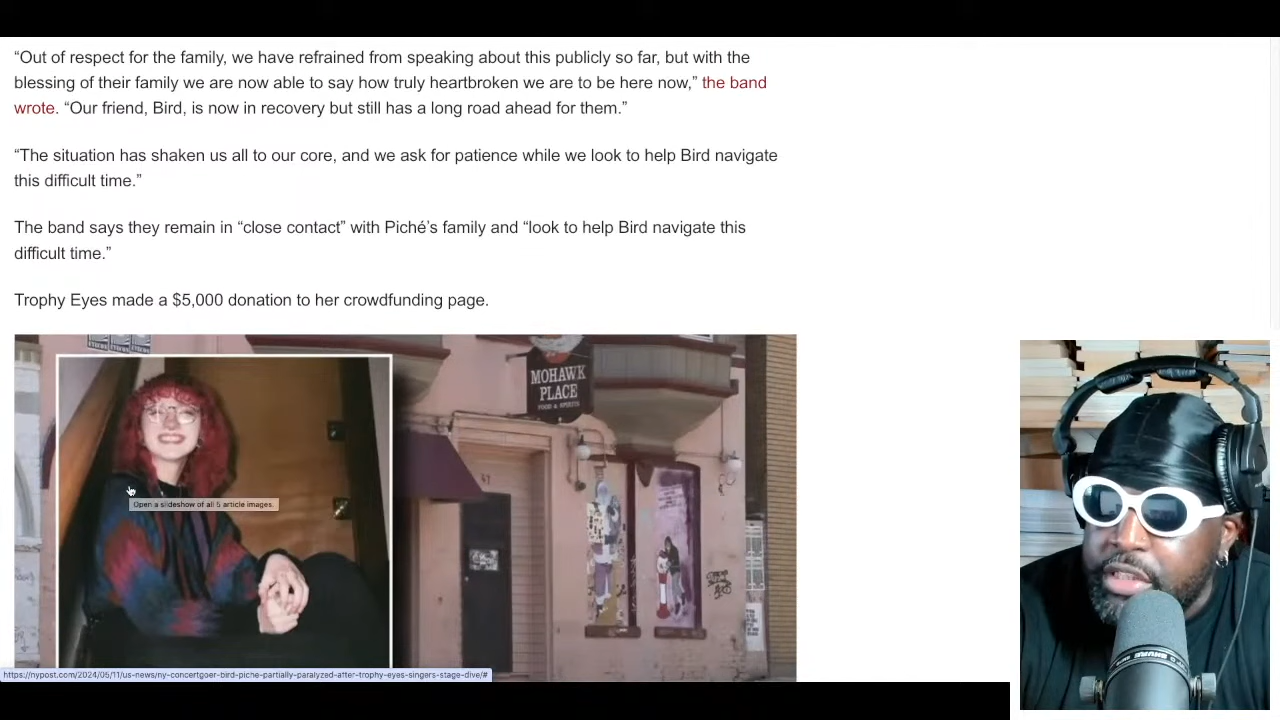 “Out of respect for the family, we have refrained from speaking about this publicly so far, but with the
blessing of their family we are now able to say how truly heartbroken we are to be here now,” the band
wrote. “Our friend, Bird, is now in recovery but still has a long road ahead for them.”
“The situation has shaken us all to our core, and we ask for patience while we look to help Bird navigate
this difficult time.”
The band says they remain in “close contact” with Piché’s family and “look to help Bird navigate this
difficult time.”
Trophy Eyes made a $5,000 donation to her crowdfunding page.
MOHAWK
PLACE
FOOD & SPIRITS
47
Open a slideshow of all 5 article images.
https://nypost.com/2024/05/11/us-news/ny-concertgoer-bird-piche-partially-paralyzed-after-trophy-eyes-singers-stage-dive/#